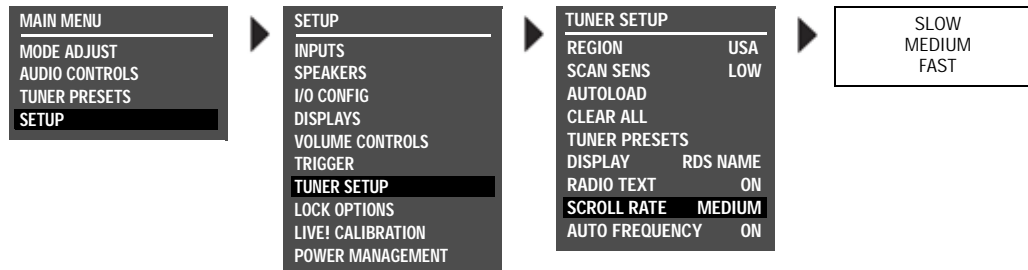 MAIN MENU
MODE ADJUST
AUDIO CONTROLS
TUNER PRESETS
SETUP
SETUP
INPUTS
SPEAKERS
I/O CONFIG
DISPLAYS
VOLUME CONTROLS
TRIGGER
TUNER SETUP
LOCK OPTIONS
LIVE! CALIBRATION
POWER MANAGEMENT
TUNER SETUP
REGION USA
SCAN SENS LOW
AUTOLOAD
CLEAR ALL
TUNER PRESETS
DISPLAY RDS NAME
RADIO TEXT ON
SCROLL RATE MEDIUM
AUTO FREQUENCY ON
SLOW
MEDIUM
FAST